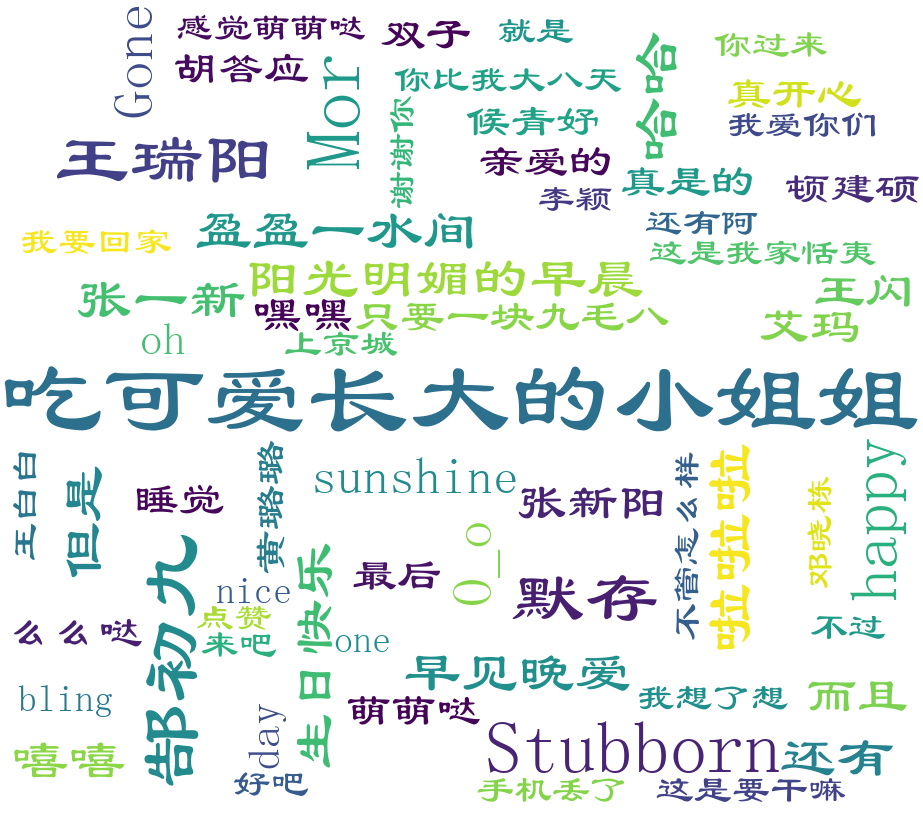 Gone
感觉萌萌哒
双子
就是
哈哈
你过来
胡答应
Mor
你比我大八天
真开心
谢谢你
候青妤
我爱你们
王瑞阳
亲爱的
真是的
顿建硕
李颖
盈盈一水间
还有阿
我要回家
这是我家恬夷
阳光明媚的早晨
张一新
王闪
嘿嘿
只要一块九毛八
艾玛
oh
上京城
吃可爱长大的小姐姐
王白白
但是
睡觉
黄璐璐
sunshine
张新阳
不管怎么样
啦啦啦啦
邓晓栋
happy
郜初九
nice
生日快乐
最后
O_o
默存
么么哒
点赞
来吧
one
不过
早见晚爱
bling
day
萌萌哒
我想了想
而且
嘻嘻
Stubborn
还有
好吧
手机丢了
这是要干嘛